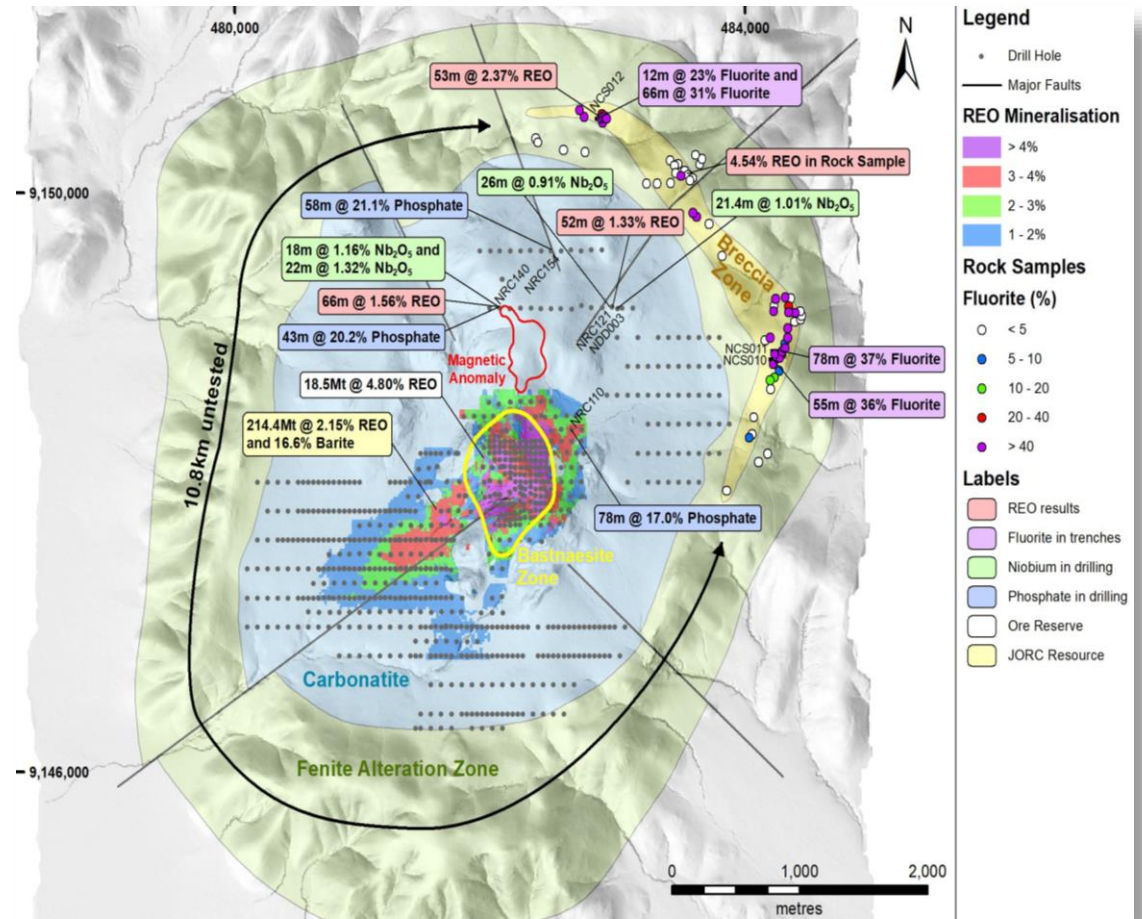 480,000
484,000
N
9,150,000
9,146,000
53m @ 2.37% REO
NCS012
12m @ 23% Fluorite and
66m @ 31% Fluorite
4.54% REO in Rock Sample
26m @ 0.91% Nb₂O₅
21.4m @ 1.01% Nb₂O₅
58m @ 21.1% Phosphate
52m @ 1.33% REO
18m @ 1.16% Nb₂O₅ and
22m @ 1.32% Nb₂O₅
NRC140
NRC154
66m @ 1.56% REO
43m @ 20.2% Phosphate
NRC121
NDD003
Breccia
Zone
NCS011
NCS010
78m @ 37% Fluorite
55m @ 36% Fluorite
Magnetic
Anomaly
18.5Mt @ 4.80% REO
NRC110
214.4Mt @ 2.15% REO
and 16.6% Barite
10.8km untested
78m @ 17.0% Phosphate
Bastnaesite
Zone
Carbonatite
Fenite Alteration Zone
0
1,000
2,000
metres
Legend
Drill Hole
Major Faults
REO Mineralisation
> 4%
3 - 4%
2 - 3%
1 - 2%
Rock Samples
Fluorite (%)
< 5
5 - 10
10 - 20
20 - 40
> 40
Labels
REO results
Fluorite in trenches
Niobium in drilling
Phosphate in drilling
Ore Reserve
JORC Resource